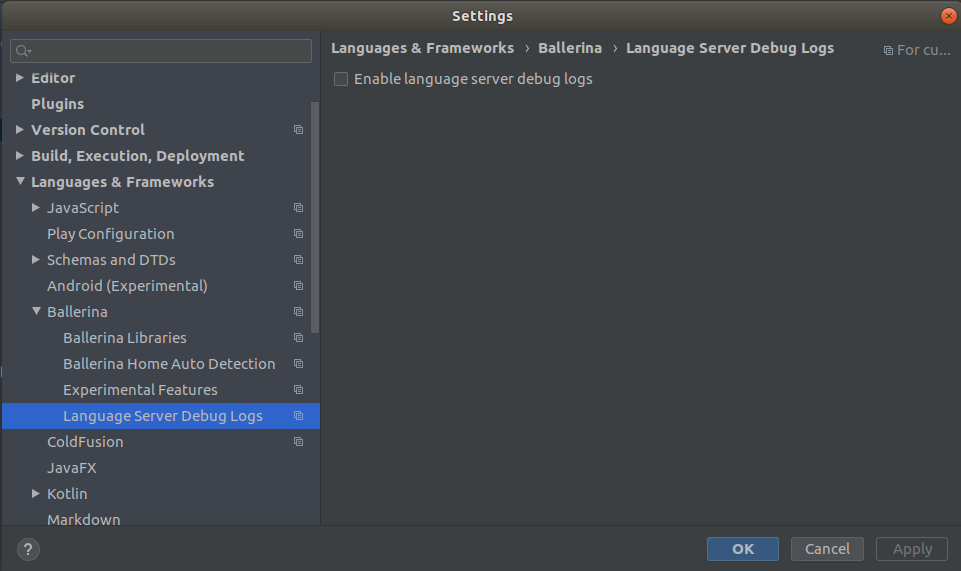 Settings
Languages & Frameworks › Ballerina › Language Server Debug Logs
For cu...
Enable language server debug logs
Editor
Plugins
Version Control
Build, Execution, Deployment
Languages & Frameworks
JavaScript
Play Configuration
Schemas and DTDs
Android (Experimental)
Ballerina
Ballerina Libraries
Ballerina Home Auto Detection
Experimental Features
Language Server Debug Logs
ColdFusion
JavaFX
Kotlin
Markdown
?
OK
Cancel
Apply